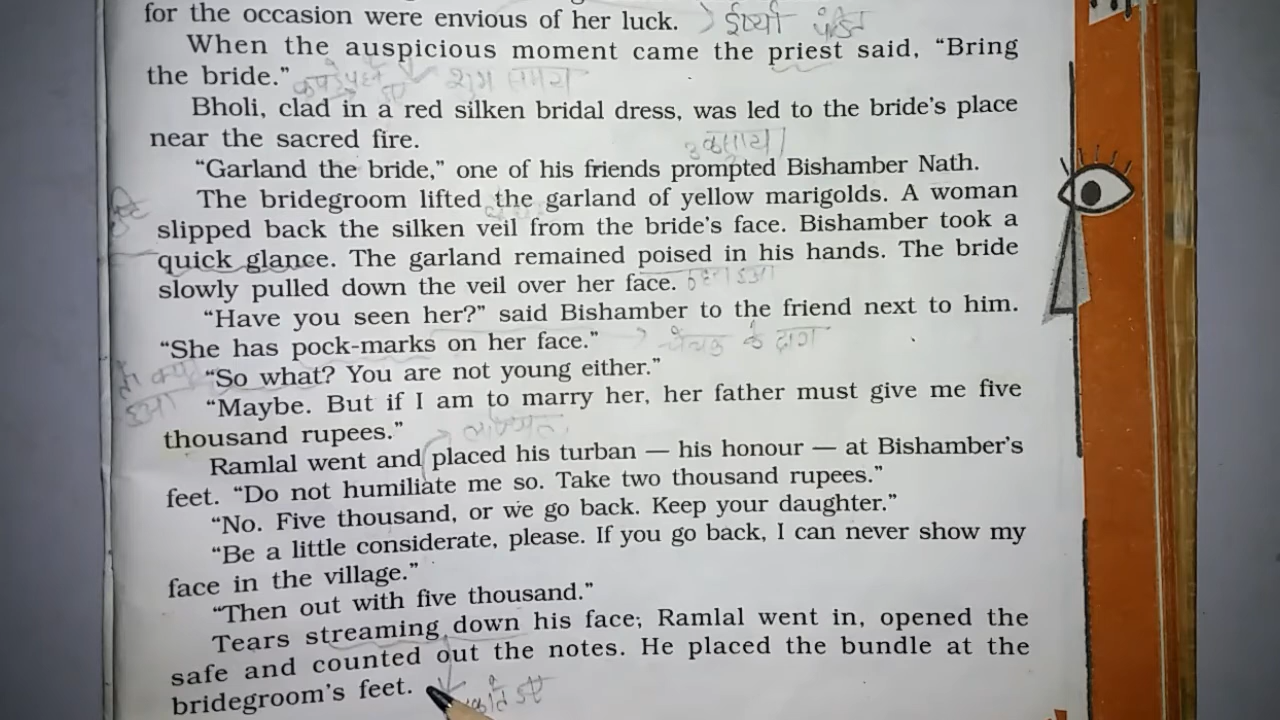 for the occasion were envious of her luck. ईर्ष्या
When the auspicious moment came the priest said, “Bring
the bride.” शुभ समय
Bholi, clad in a red silken bridal dress, was led to the bride’s place
near the sacred fire.
उकसाया
“Garland the bride,” one of his friends prompted Bishamber Nath.
The bridegroom lifted the garland of yellow marigolds. A woman
slipped back the silken veil from the bride’s face. Bishamber took a
quick glance. The garland remained poised in his hands. The bride
slowly pulled down the veil over her face.
“Have you seen her?” said Bishamber to the friend next to him.
“She has pock-marks on her face.” चेचक के दाग
“So what? You are not young either.”
“Maybe. But if I am to marry her, her father must give me five
thousand rupees.”
Ramlal went and placed his turban — his honour — at Bishamber’s
feet. “Do not humiliate me so. Take two thousand rupees.”
“No. Five thousand, or we go back. Keep your daughter.”
“Be a little considerate, please. If you go back, I can never show my
face in the village.”
“Then out with five thousand.”
Tears streaming down his face; Ramlal went in, opened the
safe and counted out the notes. He placed the bundle at the
bridegroom’s feet.